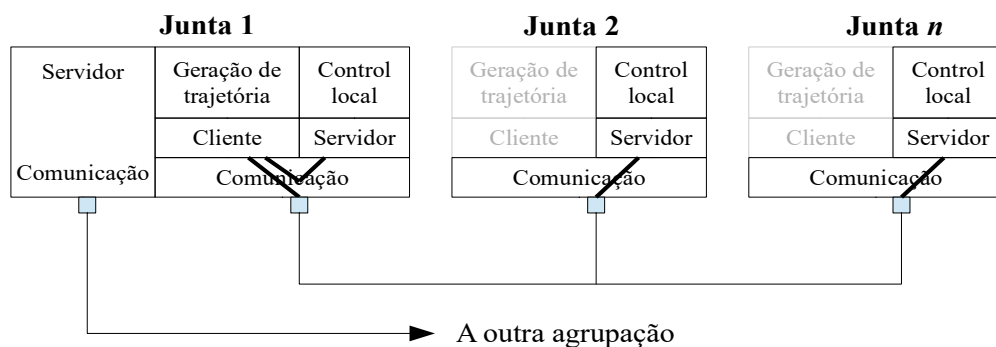 Junta 1
Junta 2
Junta n
Servidor
Geração de
trajetória
Control
local
Geração de
trajetória
Control
local
Geração de
trajetória
Control
local
Cliente
Servidor
Cliente
Servidor
Cliente
Servidor
Comunicação
Comunicação
Comunicação
Comunicação
A outra agrupação